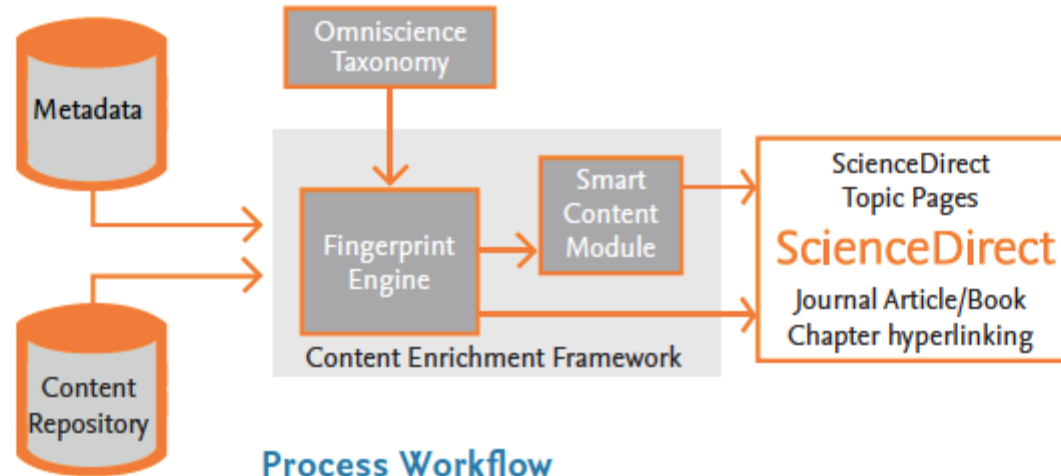 Omniscience
Taxonomy
Metadata
Smart
Content
Module
Fingerprint
Engine
Content Enrichment Framework
ScienceDirect
Topic Pages
ScienceDirect
Journal Article/Book
Chapter hyperlinking
Content
Repository
Process Workflow